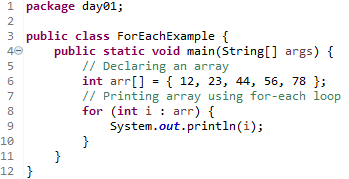 1 package day01;
2
3 public class ForEachExample {
4 public static void main(String[] args) {
5 // Declaring an array
6 int arr[] = { 12, 23, 44, 56, 78 };
7 // Printing array using for-each loop
8 for (int i : arr) {
9 System.out.println(i);
10 }
11 }
12 }